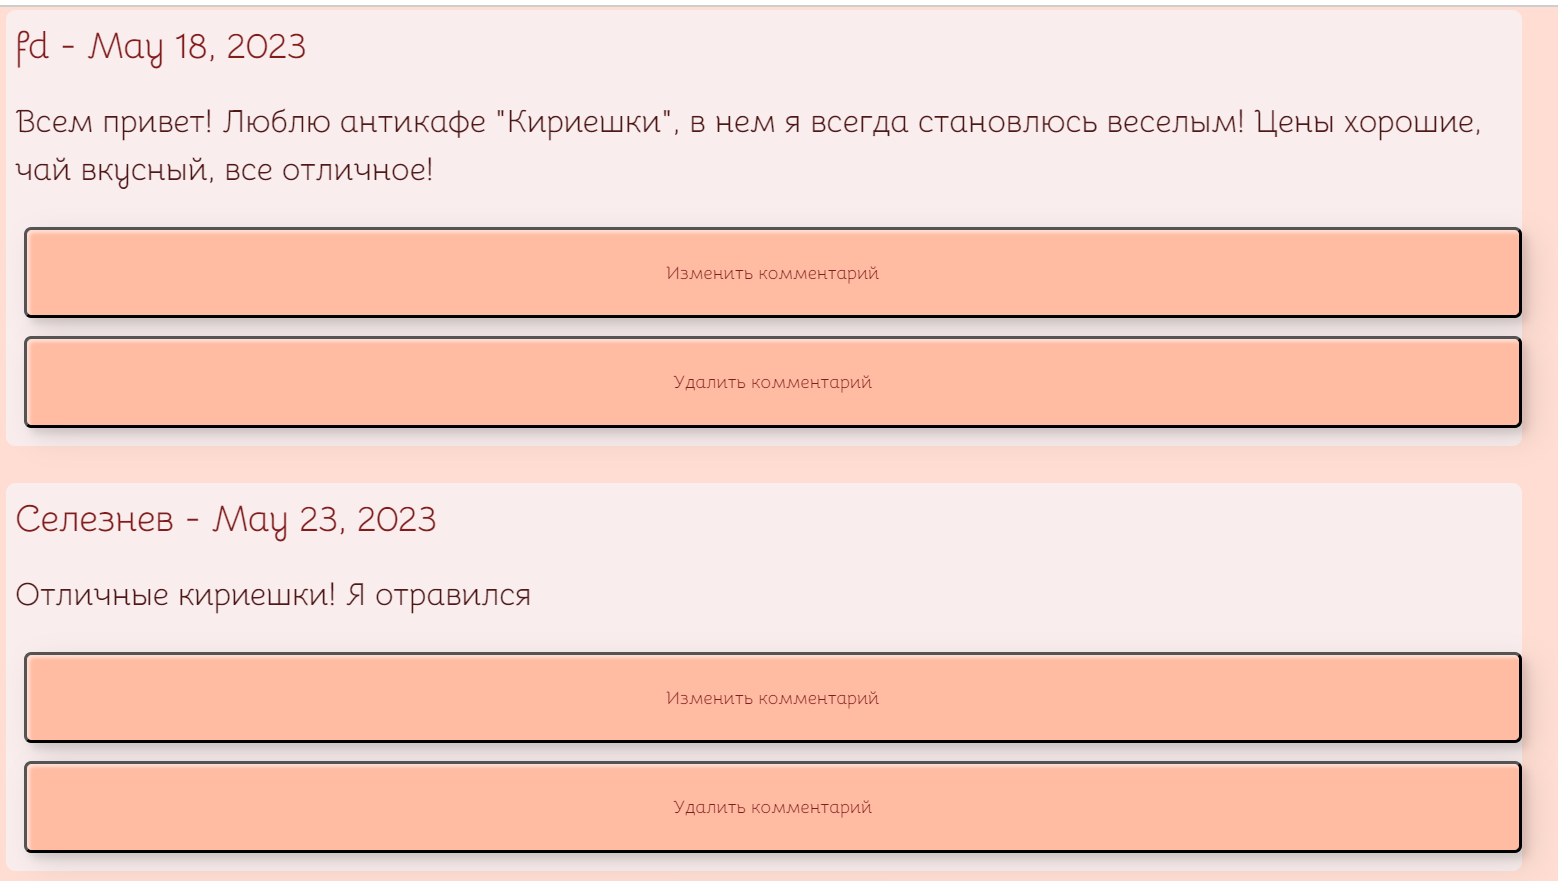 fd - May 18, 2023
Всем привет! Люблю антикафе "Кириешки", в нем я всегда становлюсь веселым! Цены хорошие,
чай вкусный, все отличное!
Изменить комментарий
Удалить комментарий
Селезнев - May 23, 2023
Отличные кириешки! Я отравился
Изменить комментарий
Удалить комментарий